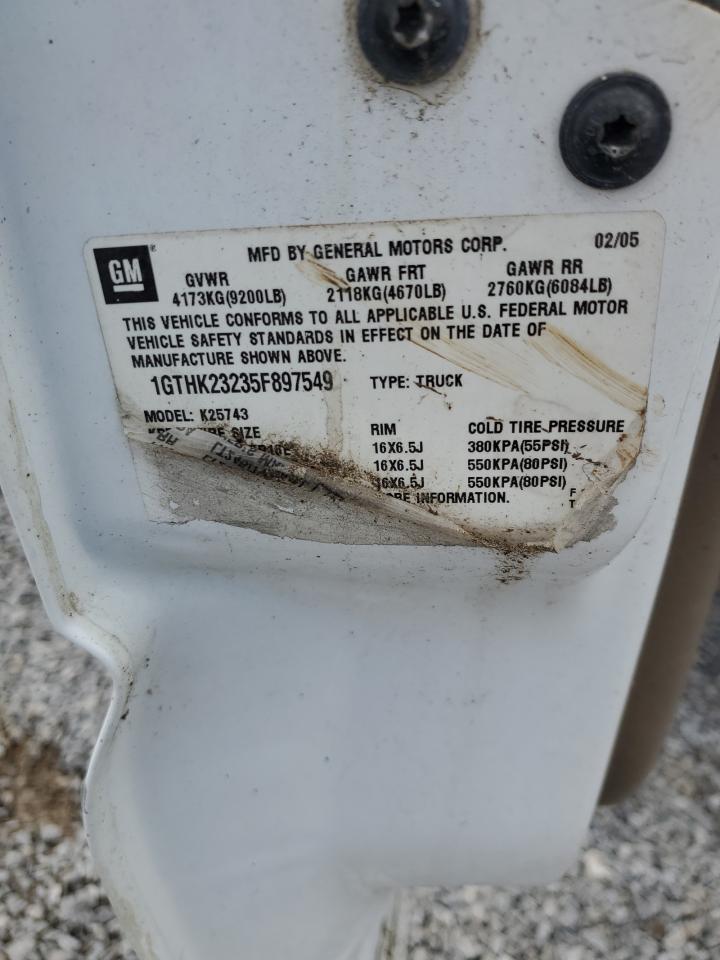 GM ® MFD BY GENERAL MOTORS CORP. 02/05
GVWR GAWR FRT GAWR RR
4173KG(9200LB) 2118KG(4670LB) 2760KG(6084LB)
THIS VEHICLE CONFORMS TO ALL APPLICABLE U.S. FEDERAL MOTOR
VEHICLE SAFETY STANDARDS IN EFFECT ON THE DATE OF
MANUFACTURE SHOWN ABOVE.
1GTHK23235F897549 TYPE: TRUCK
MODEL: K25743
SIZE RIM COLD TIRE PRESSURE
16X6.5J 380KPA(55PSI)
16X6.5J 550KPA(80PSI)
16X6.5J 550KPA(80PSI)
INFORMATION.